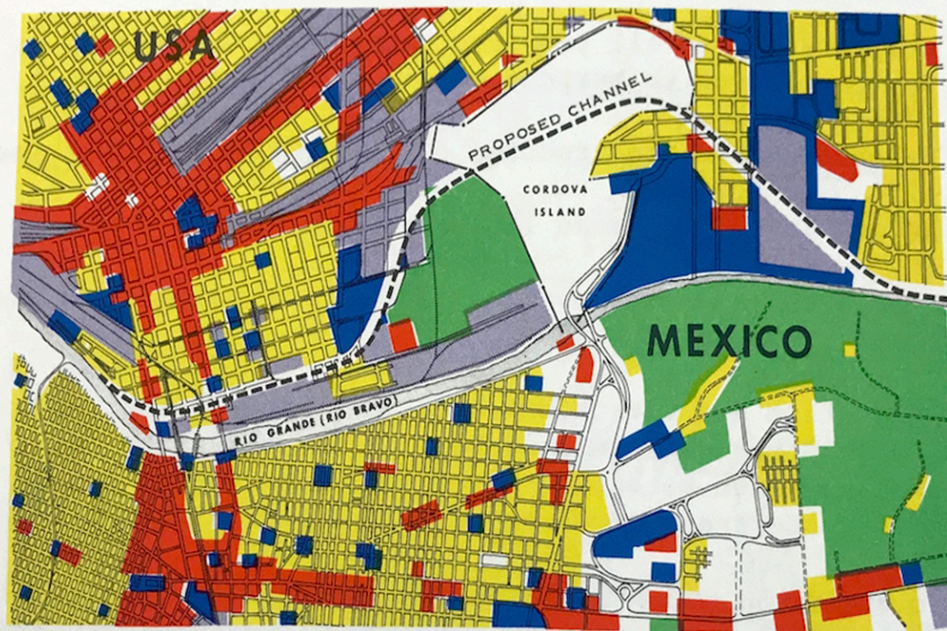 USA
PROPOSED CHANNEL
CORDOVA
ISLAND
MEXICO
RIO GRANDE (RIO BRAVO)